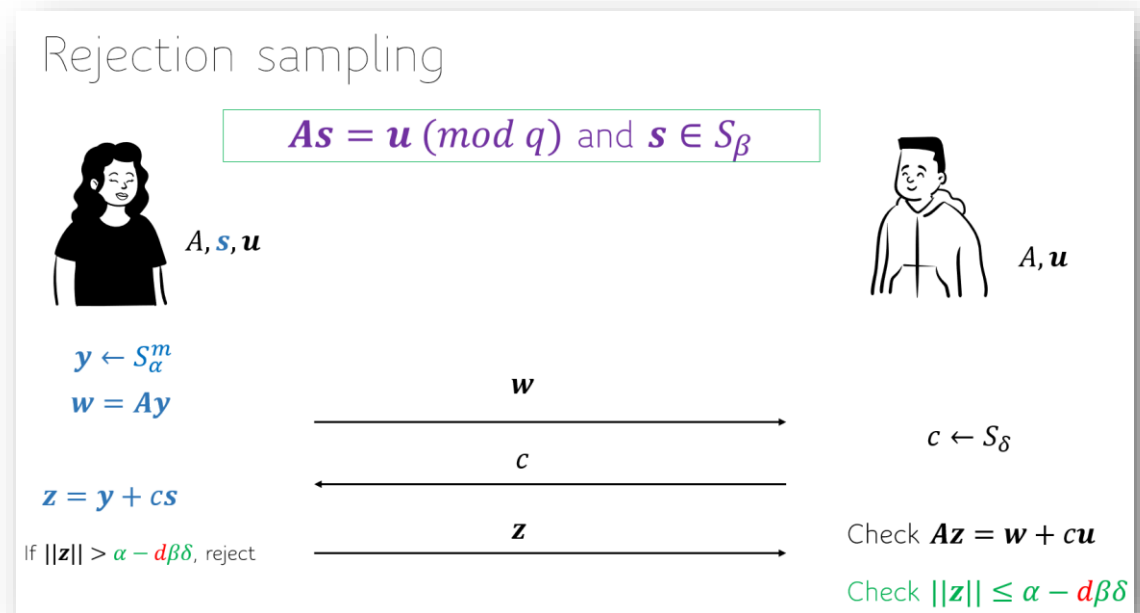 Rejection sampling
As = u (mod q) and s ∈ S_β
A, s, u
A, u
y ← S_α^m
w = Ay
w
c ← S_δ
c
z = y + cs
z
If ||z|| > α − dβδ, reject
Check Az = w + cu
Check ||z|| ≤ α − dβδ